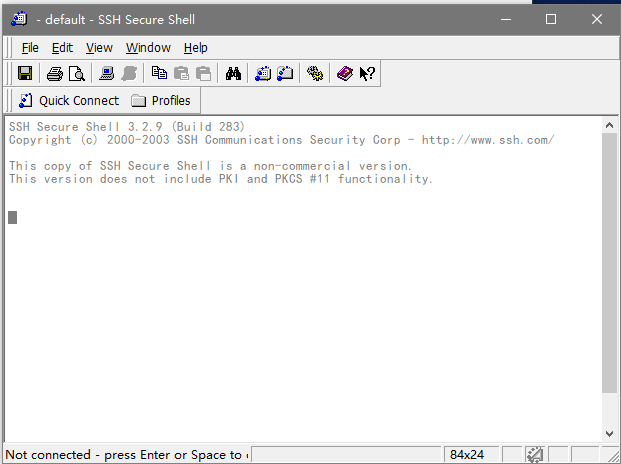 - default - SSH Secure Shell
File Edit View Window Help
Quick Connect Profiles
SSH Secure Shell 3.2.9 (Build 283)
Copyright (c) 2000-2003 SSH Communications Security Corp - http://www.ssh.com/
This copy of SSH Secure Shell is a non-commercial version.
This version does not include PKI and PKCS #11 functionality.
Not connected - press Enter or Space to 84x24